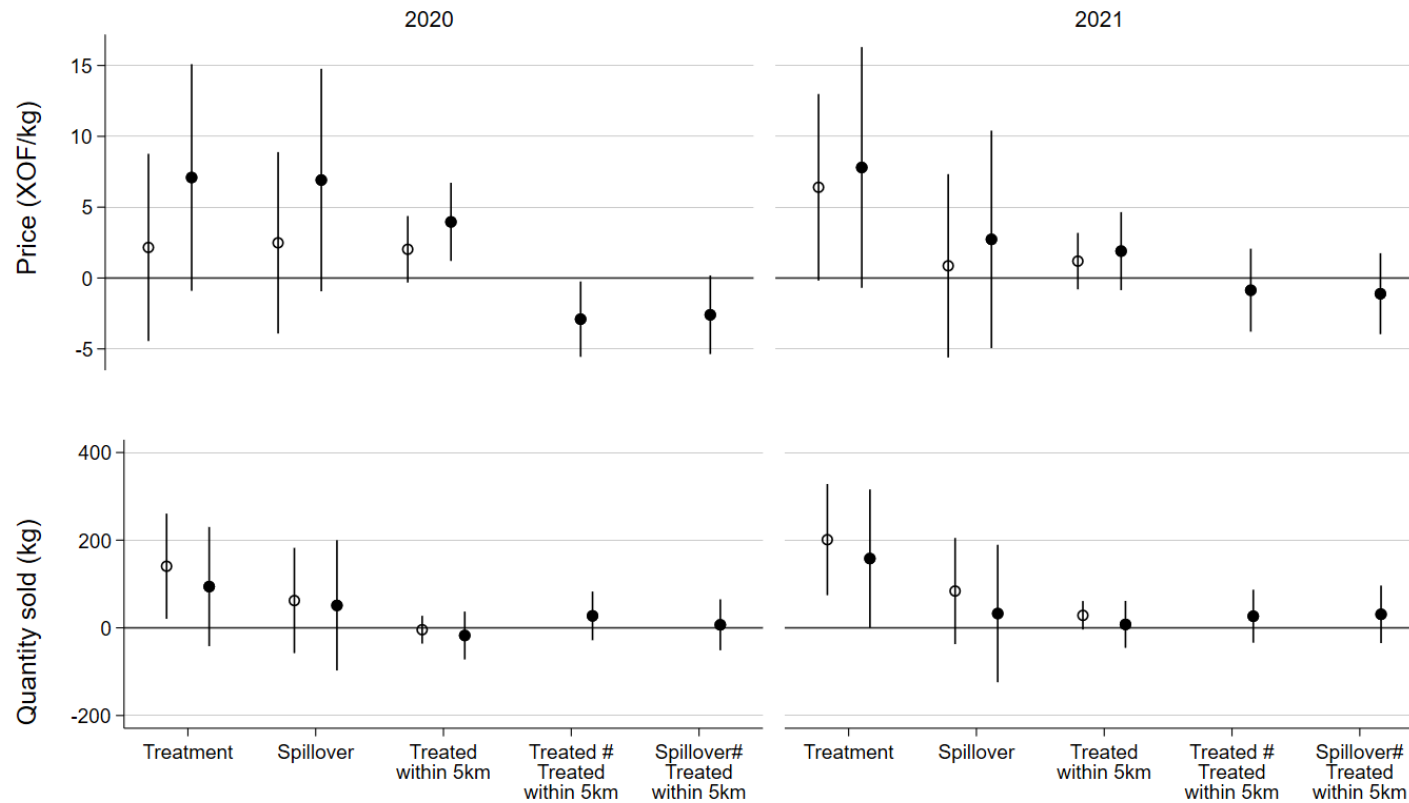 2020
2021
Price (XOF/kg)
15
10
5
0
-5
Quantity sold (kg)
400
200
0
-200
Treatment
Spillover
Treated
within 5km
Treated #
Treated
within 5km
Spillover#
Treated
within 5km
Treatment
Spillover
Treated
within 5km
Treated #
Treated
within 5km
Spillover#
Treated
within 5km